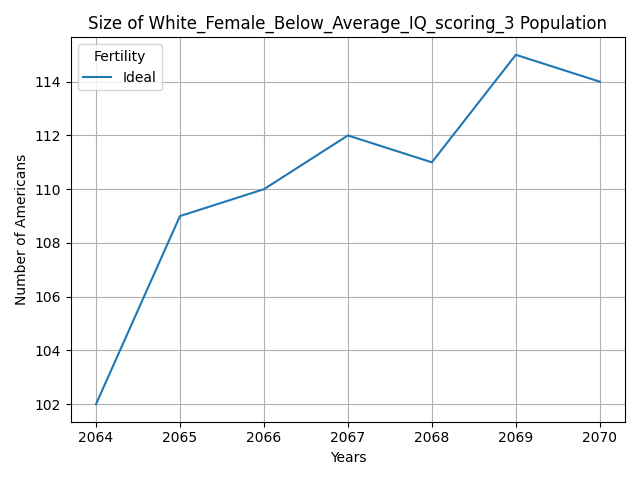 Size of White_Female_Below_Average_IQ_scoring_3 Population
Fertility
Ideal
Number of Americans
114
112
110
108
106
104
102
2064 2065 2066 2067 2068 2069 2070
Years